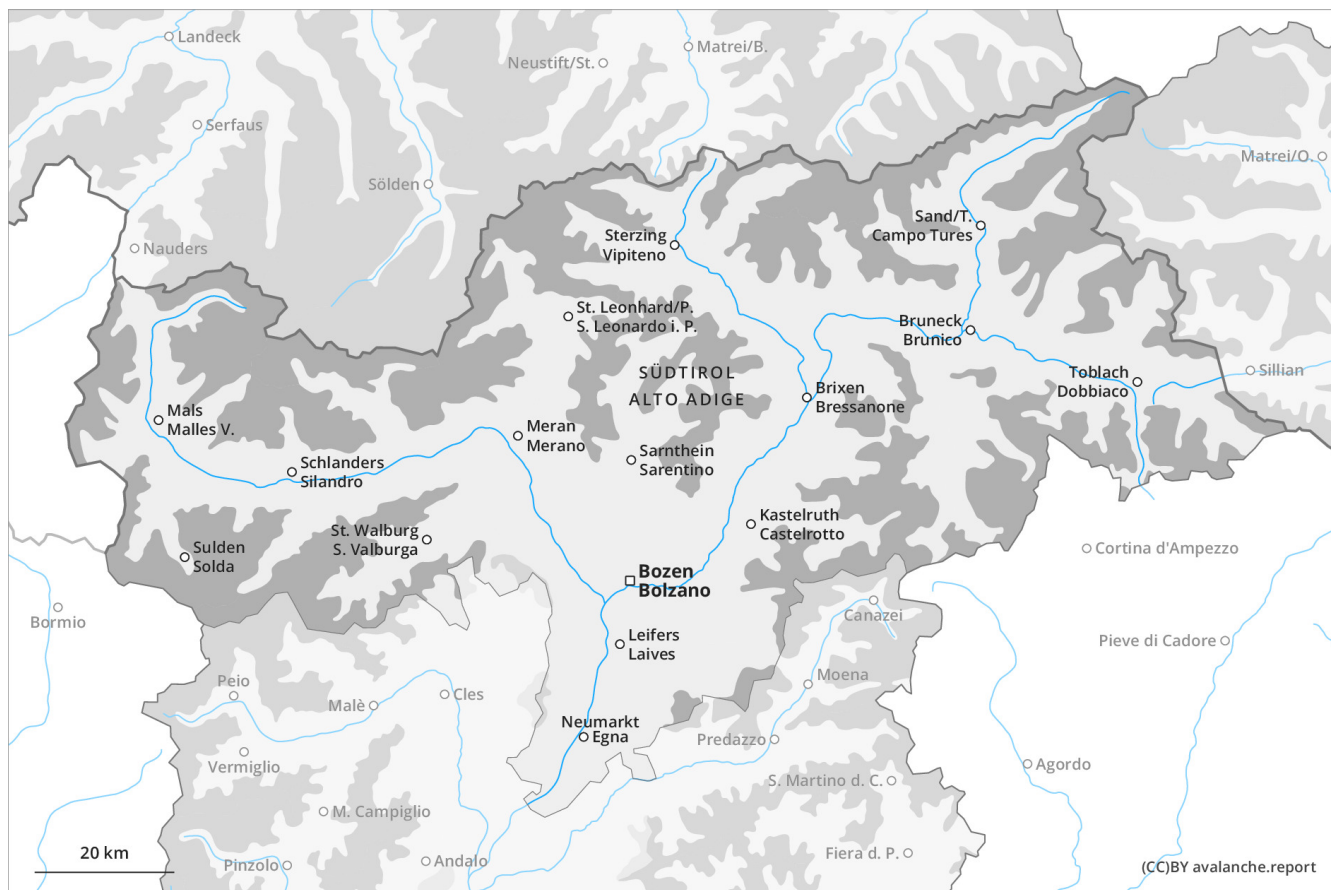 Landeck
Matrei/B.
Neustift/St.
Serfaus
Matrei/O.
Sölden
Sand/T.
Campo Tures
Nauders
Sterzing
Vipiteno
St. Leonhard/P.
S. Leonardo i. P.
Bruneck
Brunico
SÜDTIROL
ALTO ADIGE
Toblach
Dobbiaco
Sillian
Brixen
Bressanone
Mals
Malles V.
Meran
Merano
Sarnthein
Sarentino
Schlanders
Silandro
Kastelruth
Castelrotto
St. Walburg
S. Valburga
Sulden
Solda
Cortina d'Ampezzo
Bozen
Bolzano
Bormio
Canazei
Leifers
Laives
Pieve di Cadore
Peio
Moena
Malè
Cles
Neumarkt
Egna
Predazzo
Vermiglio
Agordo
S. Martino d. C.
M. Campiglio
20 km
Pinzolo
Andalo
Fiera d. P.
(CC)BY avalanche.report